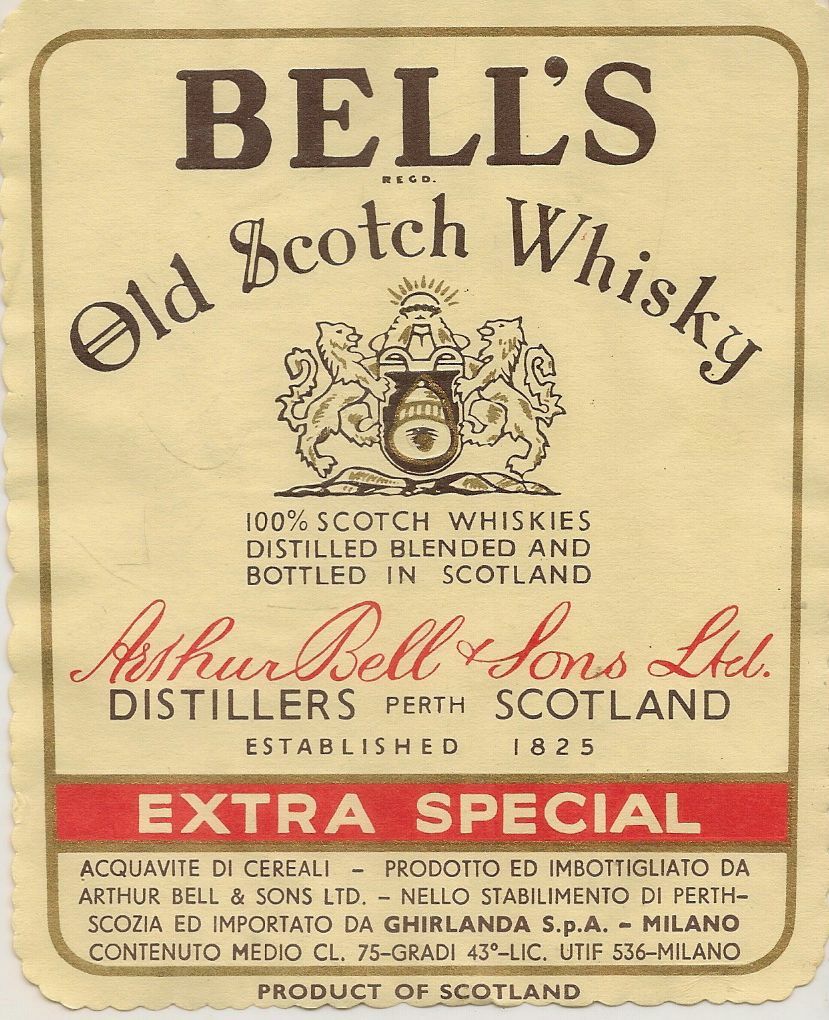 BELL'S
REGD.
Old Scotch Whisky
100% SCOTCH WHISKIES
DISTILLED BLENDED AND
BOTTLED IN SCOTLAND
Arthur Bell & Sons Ltd.
DISTILLERS PERTH SCOTLAND
ESTABLISHED 1825
EXTRA SPECIAL
ACQUAVITE DI CEREALI – PRODOTTO ED IMBOTTIGLIATO DA
ARTHUR BELL & SONS LTD. – NELLO STABILIMENTO DI PERTH–
SCOZIA ED IMPORTATO DA GHIRLANDA S.p.A. – MILANO
CONTENUTO MEDIO CL. 75–GRADI 43°–LIC. UTIF 536–MILANO
PRODUCT OF SCOTLAND